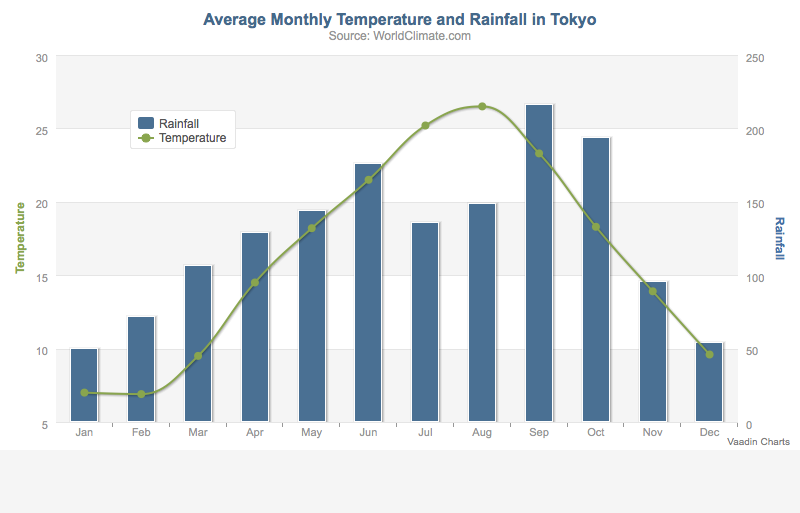 Average Monthly Temperature and Rainfall in Tokyo
Source: WorldClimate.com
30
25
20
15
10
5
Temperature
Rainfall
Temperature
250
200
150
100
50
0
Rainfall
Jan Feb Mar Apr May Jun Jul Aug Sep Oct Nov Dec
Vaadin Charts